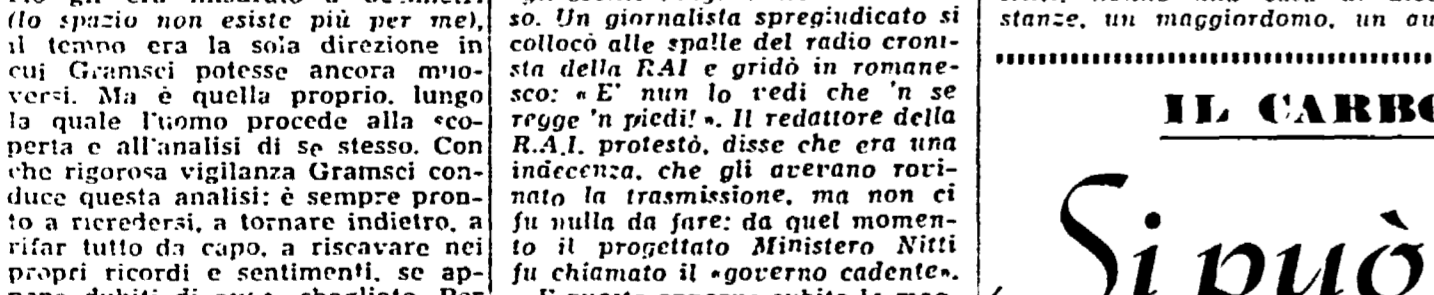 (lo spazio non esiste più per me),
il tempo era la sola direzione in
cui Gramsci potesse ancora muo-
versi. Ma è quella proprio, lungo
la quale l'uomo procede alla sco-
perta e all'analisi di se stesso. Con
che rigorosa vigilanza Gramsci con-
duce questa analisi: è sempre pron-
to a ricredersi, a tornare indietro, a
rifar tutto da capo, a riscavare nei
propri ricordi e sentimenti, se ap-
so. Un giornalista spregiudicato si
collocò alle spalle del radio croni-
sta della RAI e gridò in romane-
sco: « E' nun lo vedi che 'n se
regge 'n piedi! ». Il redattore della
R.A.I. protestò, disse che era una
indecenza, che gli averano rovi-
nato la trasmissione, ma non ci
fu nulla da fare: da quel momen-
to il progettato Ministero Nitti
fu chiamato il «governo cadente».
stanze, un maggiordomo, un au
IL CARBO
Si può